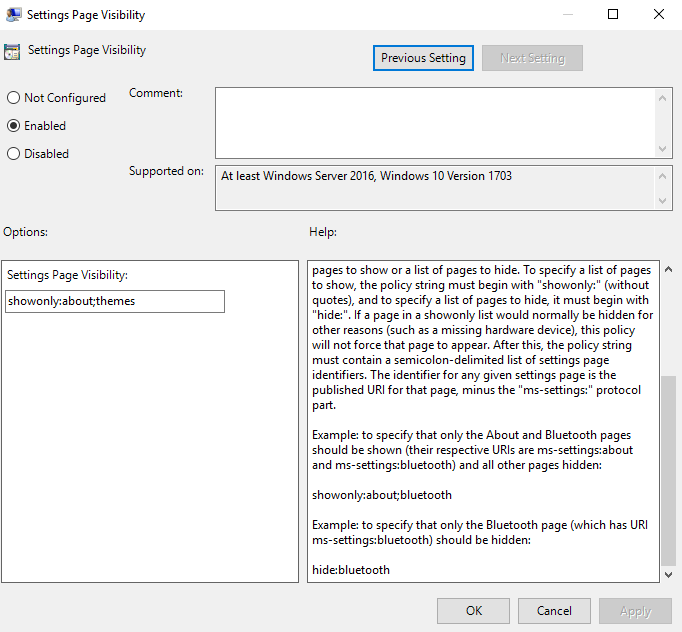 Settings Page Visibility
Settings Page Visibility
Previous Setting
Next Setting
Not Configured
Enabled
Disabled
Comment:
Supported on:
At least Windows Server 2016, Windows 10 Version 1703
Options:
Help:
Settings Page Visibility:
showonly:about;themes
pages to show or a list of pages to hide. To specify a list of pages
to show, the policy string must begin with "showonly:" (without
quotes), and to specify a list of pages to hide, it must begin with
"hide:". If a page in a showonly list would normally be hidden for
other reasons (such as a missing hardware device), this policy
will not force that page to appear. After this, the policy string
must contain a semicolon-delimited list of settings page
identifiers. The identifier for any given settings page is the
published URI for that page, minus the "ms-settings:" protocol
part.
Example: to specify that only the About and Bluetooth pages
should be shown (their respective URIs are ms-settings:about
and ms-settings:bluetooth) and all other pages hidden:
showonly:about;bluetooth
Example: to specify that only the Bluetooth page (which has URI
ms-settings:bluetooth) should be hidden:
hide:bluetooth
OK
Cancel
Apply